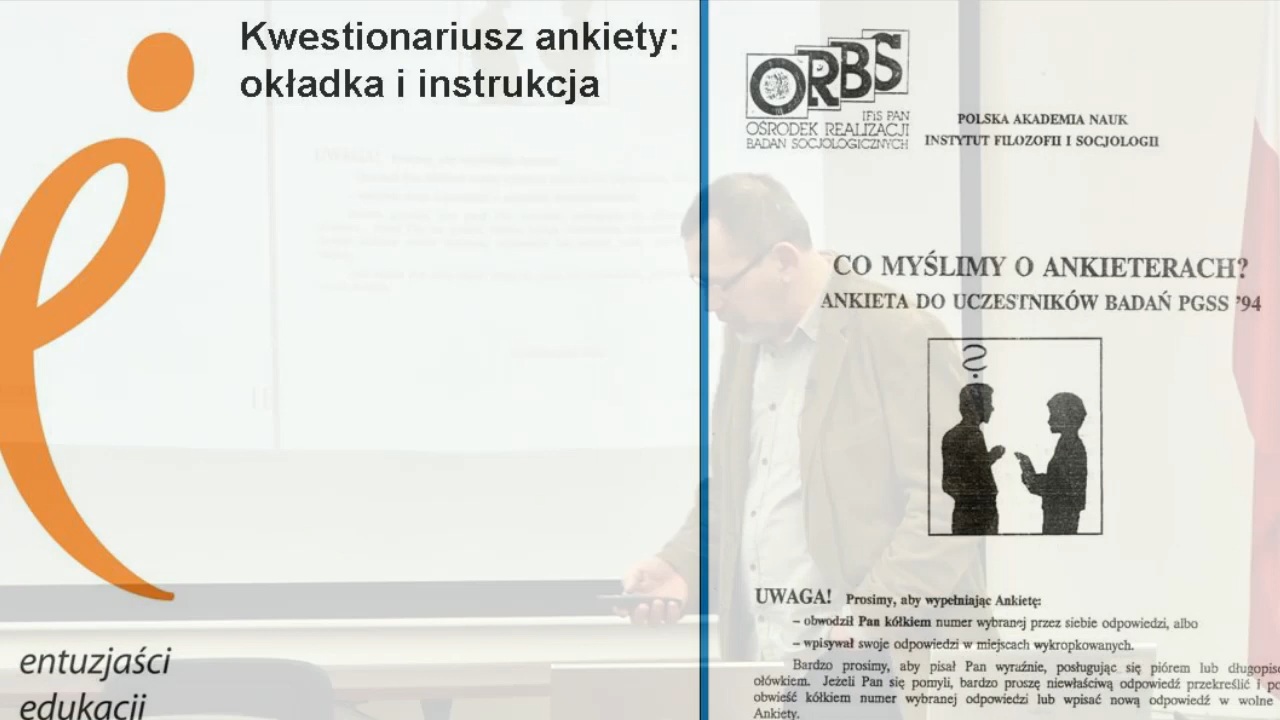 Kwestionariusz ankiety:
okładka i instrukcja
entuzjaści
edukacji
ORBS
IFiS PAN
OŚRODEK REALIZACJI
BADAŃ SOCJOLOGICZNYCH
POLSKA AKADEMIA NAUK
INSTYTUT FILOZOFII I SOCJOLOGII
CO MYŚLIMY O ANKIETERACH?
ANKIETA DO UCZESTNIKÓW BADAŃ PGSS '94
UWAGA! Prosimy, aby wypełniając Ankietę:
– obwodził Pan kółkiem numer wybranej przez siebie odpowiedzi, albo
– wpisywał swoje odpowiedzi w miejscach wykropkowanych.
Bardzo prosimy, aby pisał Pan wyraźnie, posługując się piórem lub długopise
ołówkiem. Jeżeli Pan się pomyli, bardzo proszę niewłaściwą odpowiedź przekreślić i po
obwieść kółkiem numer wybranej odpowiedzi lub wpisać nową odpowiedź w wolne
Ankiety.